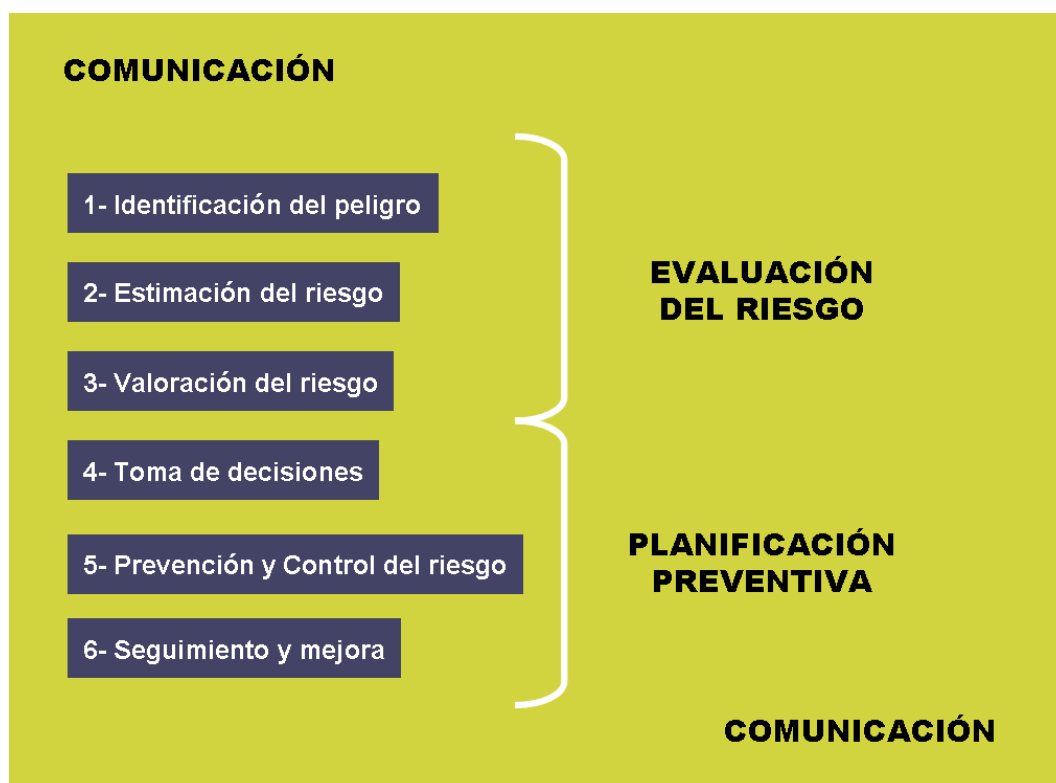 COMUNICACIÓN
1- Identificación del peligro
2- Estimación del riesgo
3- Valoración del riesgo
EVALUACIÓN
DEL RIESGO
4- Toma de decisiones
5- Prevención y Control del riesgo
6- Seguimiento y mejora
PLANIFICACIÓN
PREVENTIVA
COMUNICACIÓN